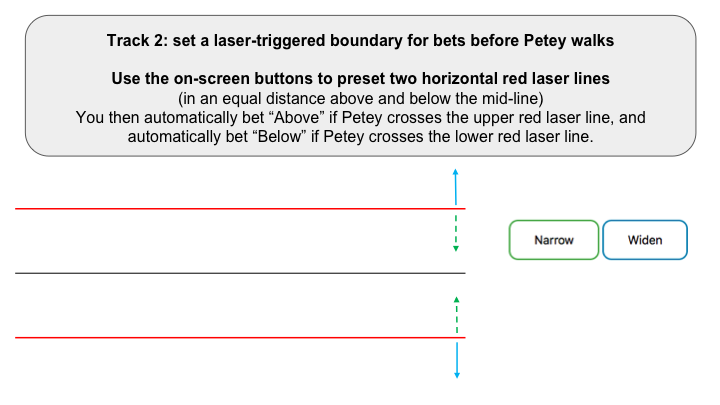 Track 2: set a laser-triggered boundary for bets before Petey walks
Use the on-screen buttons to preset two horizontal red laser lines
(in an equal distance above and below the mid-line)
You then automatically bet “Above” if Petey crosses the upper red laser line, and
automatically bet “Below” if Petey crosses the lower red laser line.
Narrow
Widen